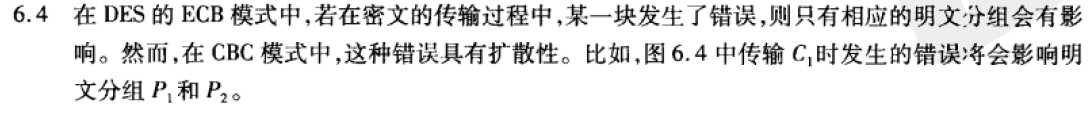 6.4 在 DES 的 ECB 模式中,若在密文的传输过程中,某一块发生了错误,则只有相应的明文分组会有影
响。然而,在 CBC 模式中,这种错误具有扩散性。比如,图 6.4 中传输 C₁时发生的错误将会影响明
文分组 P₁和 P₂。